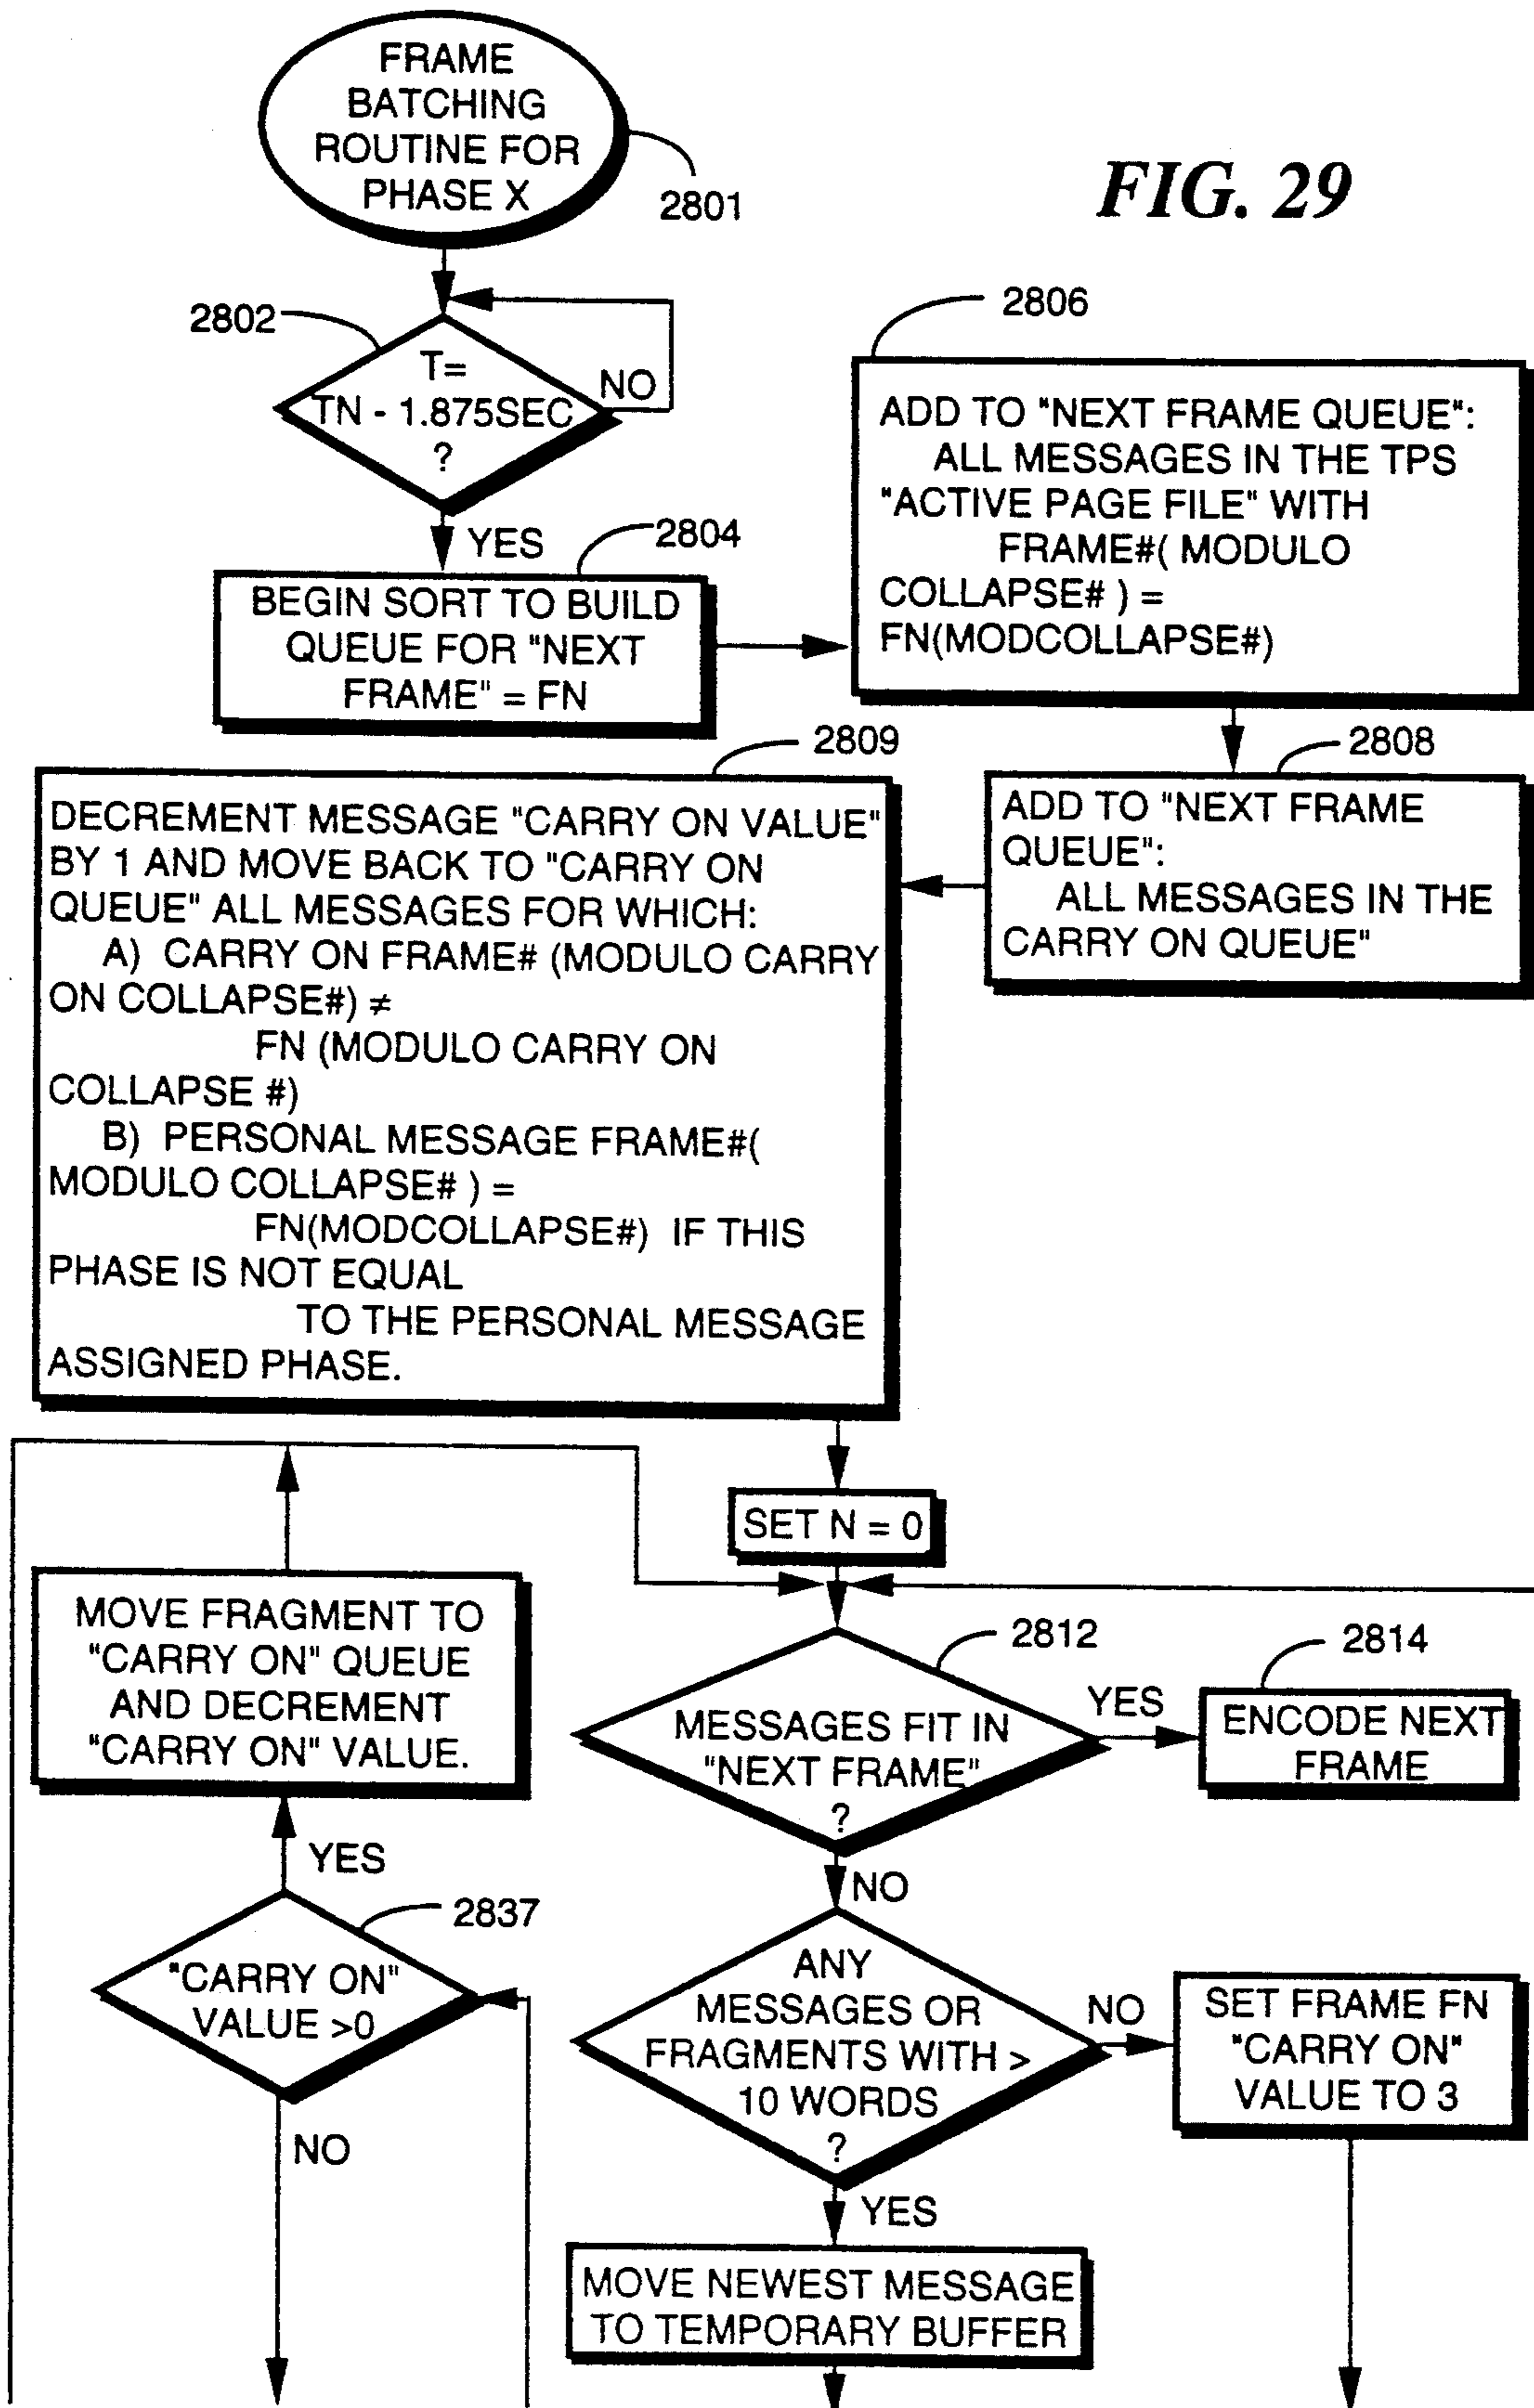 FRAME
BATCHING
ROUTINE FOR
PHASE X
2801
FIG. 29
2802
T=
TN - 1.875SEC
?
NO
YES
2804
BEGIN SORT TO BUILD
QUEUE FOR "NEXT
FRAME" = FN
2806
ADD TO "NEXT FRAME QUEUE":
ALL MESSAGES IN THE TPS
"ACTIVE PAGE FILE" WITH
FRAME#( MODULO
COLLAPSE# ) =
FN(MODCOLLAPSE#)
2808
ADD TO "NEXT FRAME
QUEUE":
ALL MESSAGES IN THE
CARRY ON QUEUE"
2809
DECREMENT MESSAGE "CARRY ON VALUE"
BY 1 AND MOVE BACK TO "CARRY ON
QUEUE" ALL MESSAGES FOR WHICH:
A) CARRY ON FRAME# (MODULO CARRY
ON COLLAPSE#) ≠
FN (MODULO CARRY ON
COLLAPSE #)
B) PERSONAL MESSAGE FRAME#(
MODULO COLLAPSE# ) =
FN(MODCOLLAPSE#) IF THIS
PHASE IS NOT EQUAL
TO THE PERSONAL MESSAGE
ASSIGNED PHASE.
SET N = 0
2812
MESSAGES FIT IN
"NEXT FRAME"
?
YES
2814
ENCODE NEXT
FRAME
NO
ANY
MESSAGES OR
FRAGMENTS WITH >
10 WORDS
?
NO
SET FRAME FN
"CARRY ON"
VALUE TO 3
YES
MOVE NEWEST MESSAGE
TO TEMPORARY BUFFER
MOVE FRAGMENT TO
"CARRY ON" QUEUE
AND DECREMENT
"CARRY ON" VALUE.
YES
2837
"CARRY ON"
VALUE >0
NO